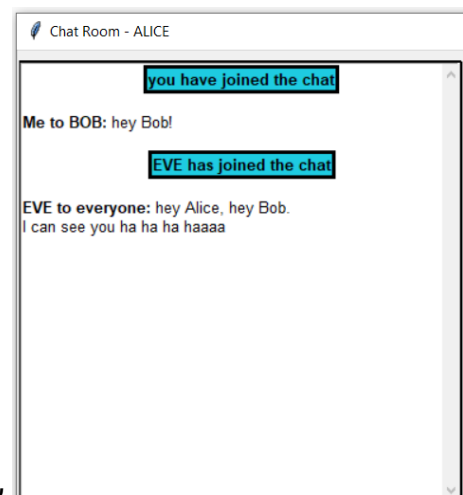 Chat Room - ALICE
you have joined the chat
Me to BOB: hey Bob!
EVE has joined the chat
EVE to everyone: hey Alice, hey Bob.
I can see you ha ha ha haaaa